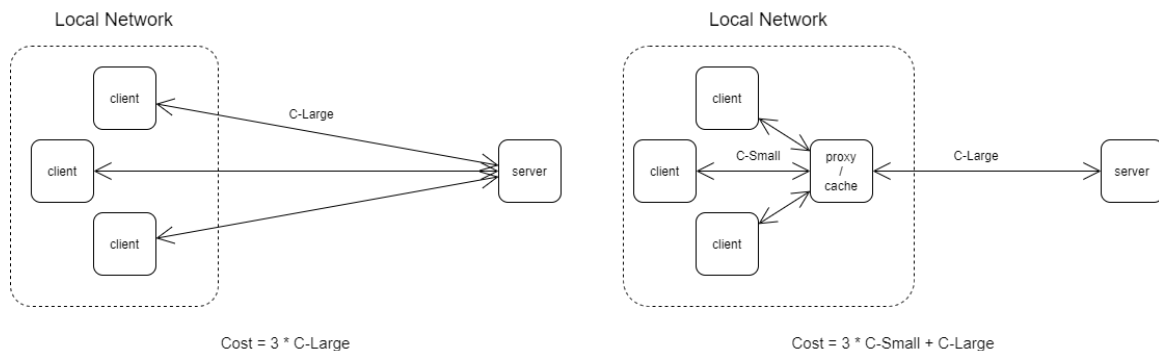 Local Network
client
C-Large
client
server
client
Cost = 3 * C-Large
Local Network
client
C-Small
client
proxy
/
cache
C-Large
server
client
Cost = 3 * C-Small + C-Large